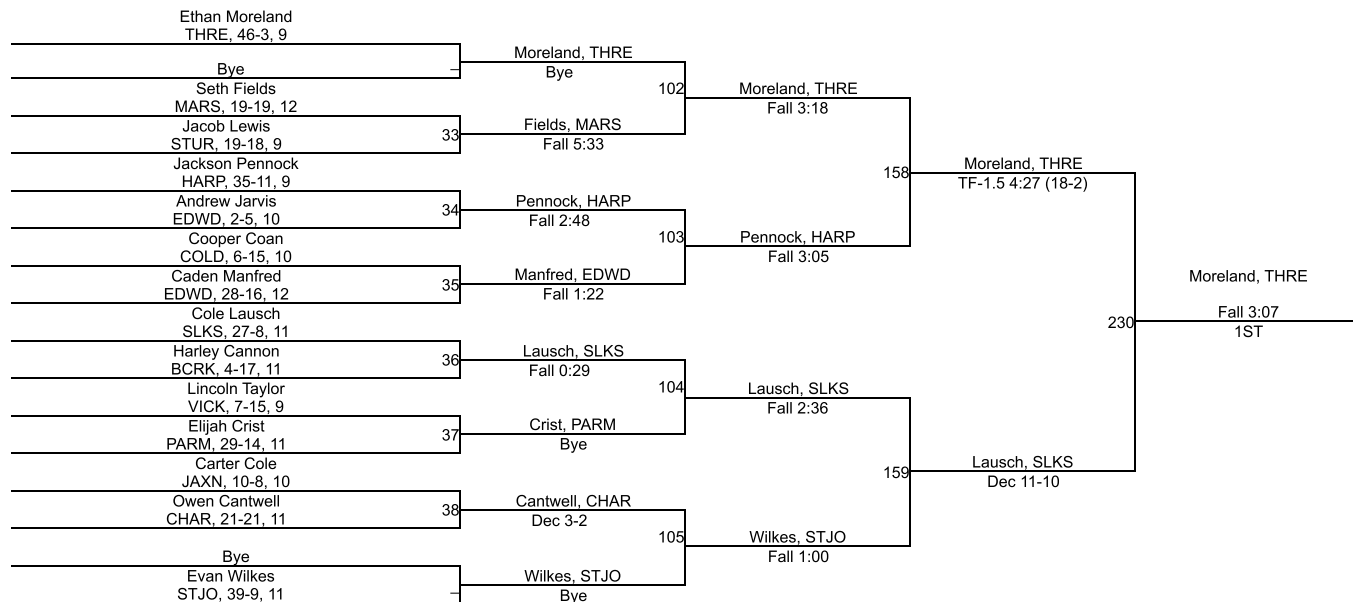 Ethan Moreland
THRE, 46-3, 9
Bye
Seth Fields
MARS, 19-19, 12
Jacob Lewis
STUR, 19-18, 9
Jackson Pennock
HARP, 35-11, 9
Andrew Jarvis
EDWD, 2-5, 10
Cooper Coan
COLD, 6-15, 10
Caden Manfred
EDWD, 28-16, 12
Cole Lausch
SLKS, 27-8, 11
Harley Cannon
BCRK, 4-17, 11
Lincoln Taylor
VICK, 7-15, 9
Elijah Crist
PARM, 29-14, 11
Carter Cole
JAXN, 10-8, 10
Owen Cantwell
CHAR, 21-21, 11
Bye
Evan Wilkes
STJO, 39-9, 11
–
33
34
35
36
37
38
–
Moreland, THRE
Bye
Fields, MARS
Fall 5:33
Pennock, HARP
Fall 2:48
Manfred, EDWD
Fall 1:22
Lausch, SLKS
Fall 0:29
Crist, PARM
Bye
Cantwell, CHAR
Dec 3-2
Wilkes, STJO
Bye
102
103
104
105
Moreland, THRE
Fall 3:18
Pennock, HARP
Fall 3:05
Lausch, SLKS
Fall 2:36
Wilkes, STJO
Fall 1:00
158
159
Moreland, THRE
TF-1.5 4:27 (18-2)
Lausch, SLKS
Dec 11-10
230
Moreland, THRE
Fall 3:07
1ST